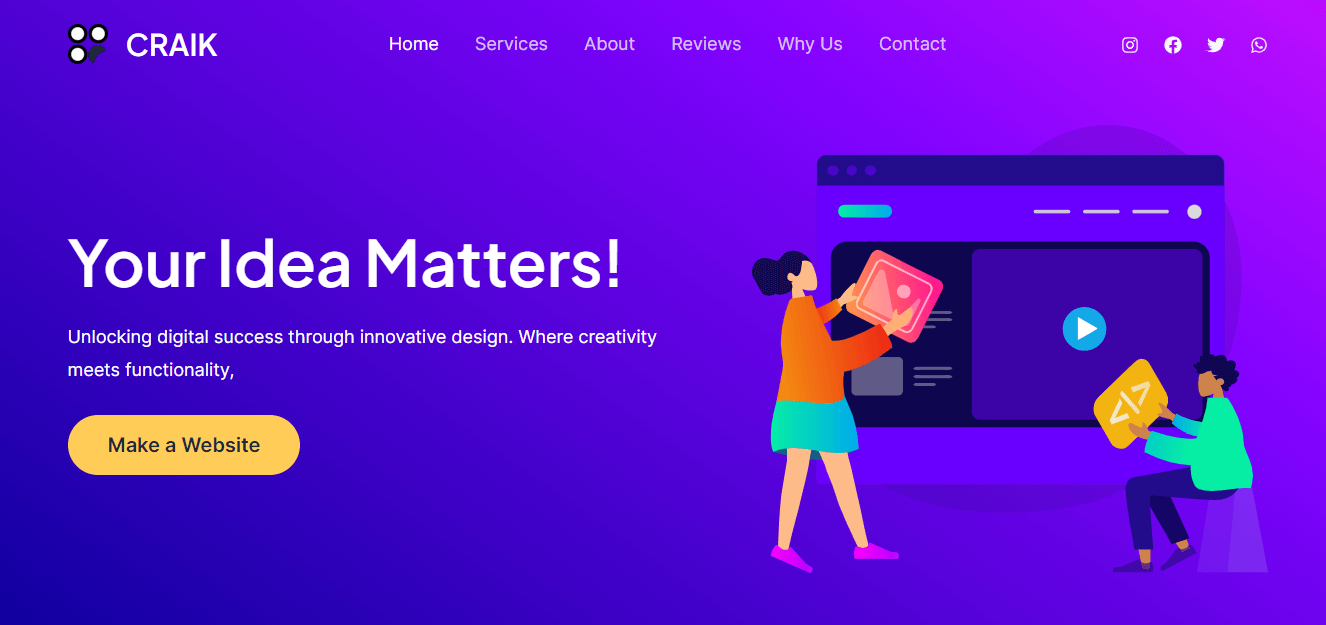 CRAIK
Home Services About Reviews Why Us Contact
Your Idea Matters!
Unlocking digital success through innovative design. Where creativity
meets functionality,
Make a Website